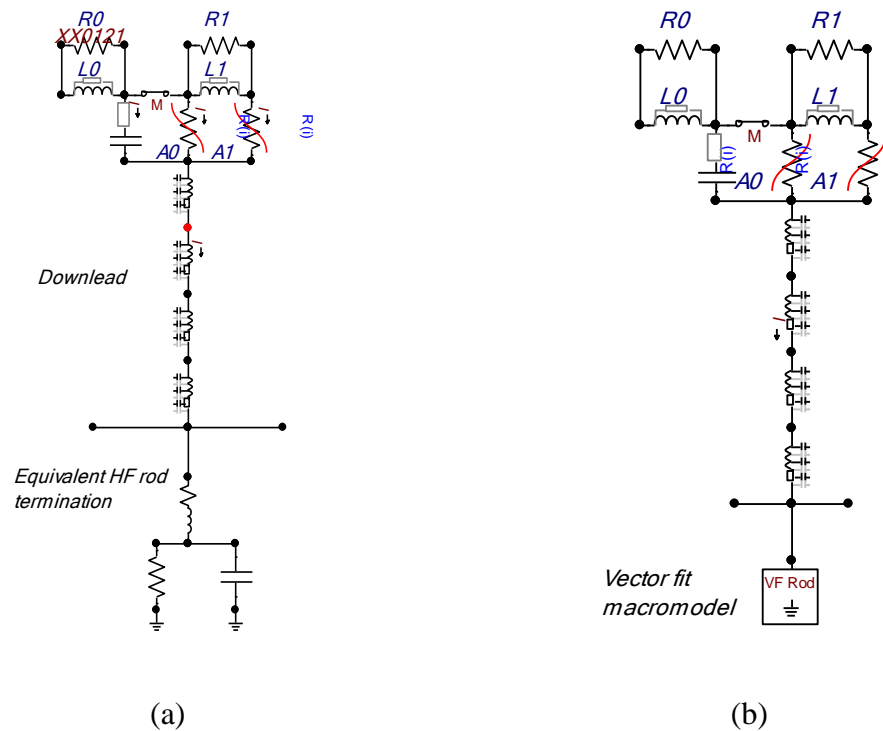 R0
R1
XX0121
L0
L1
I
M
I
I
R(i)
R(i)
A0
A1
I
Downlead
Equivalent HF rod
termination
(a)
R0
R1
L0
L1
M
R(i)
R(i)
A0
A1
I
Vector fit
macromodel
VF Rod
(b)